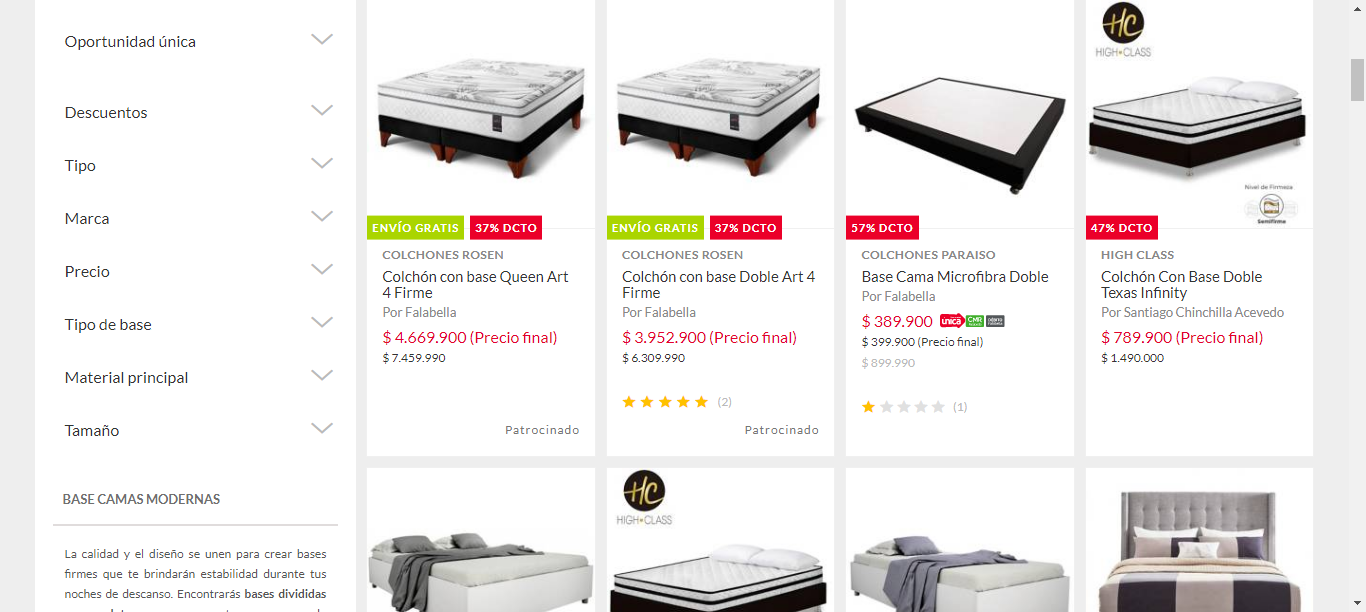 Oportunidad única
Descuentos
Tipo
Marca
Precio
Tipo de base
Material principal
Tamaño
BASE CAMAS MODERNAS
La calidad y el diseño se unen para crear bases
firmes que te brindarán estabilidad durante tus
noches de descanso. Encontrarás bases divididas
ENVÍO GRATIS
37% DCTO
COLCHONES ROSEN
Colchón con base Queen Art
4 Firme
Por Falabella
$ 4.669.900 (Precio final)
$ 7.459.990
Patrocinado
ENVÍO GRATIS
37% DCTO
COLCHONES ROSEN
Colchón con base Doble Art 4
Firme
Por Falabella
$ 3.952.900 (Precio final)
$ 6.309.990
(2)
Patrocinado
57% DCTO
COLCHONES PARAISO
Base Cama Microfibra Doble
Por Falabella
$ 389.900 única CMR
$ 399.900 (Precio final)
$ 899.990
(1)
HC
HIGH CLASS
Nivel de Firmeza
Semifirme
47% DCTO
HIGH CLASS
Colchón Con Base Doble
Texas Infinity
Por Santiago Chinchilla Acevedo
$ 789.900 (Precio final)
$ 1.490.000
HC
HIGH CLASS